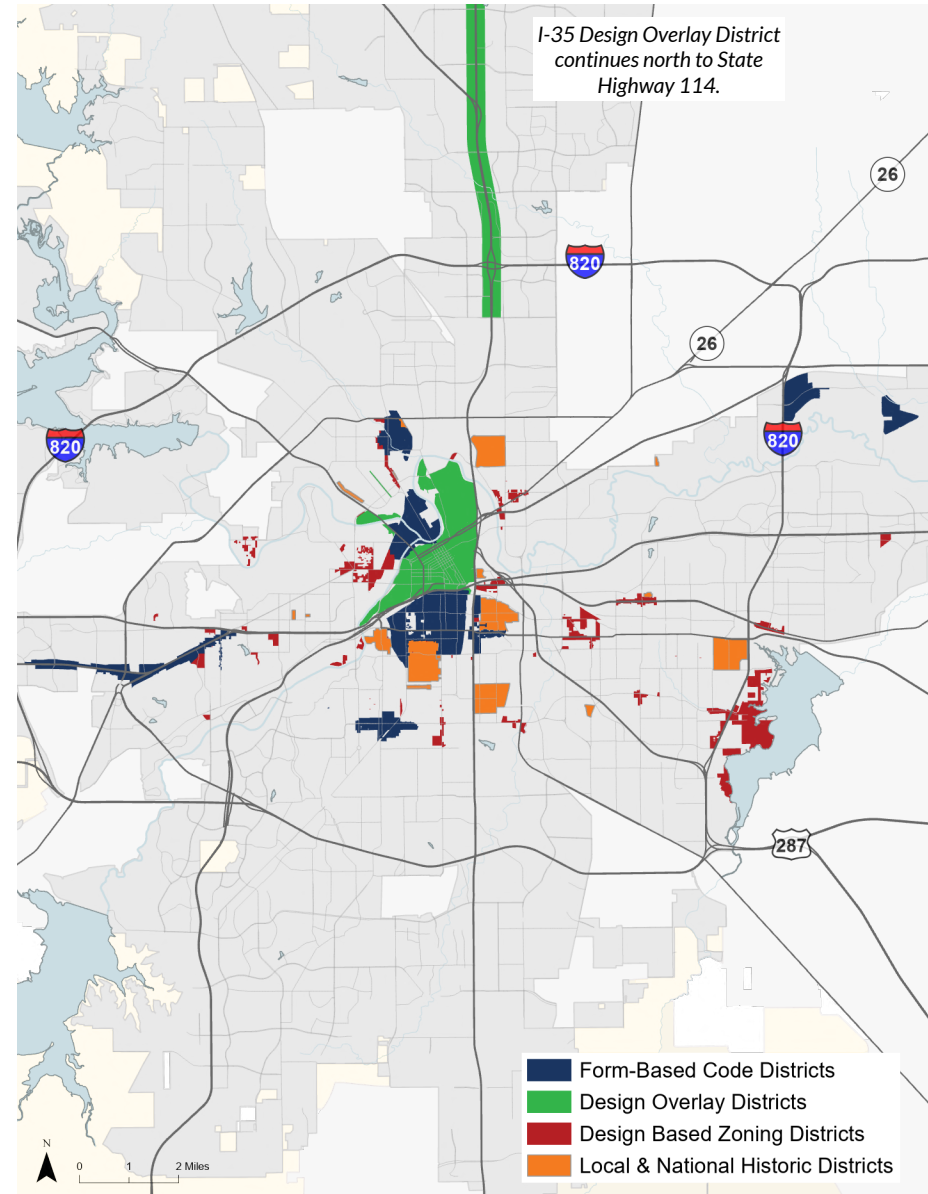 I-35 Design Overlay District
continues north to State
Highway 114.
26
820
26
820
820
287
Form-Based Code Districts
Design Overlay Districts
Design Based Zoning Districts
Local & National Historic Districts
N
0 1 2 Miles